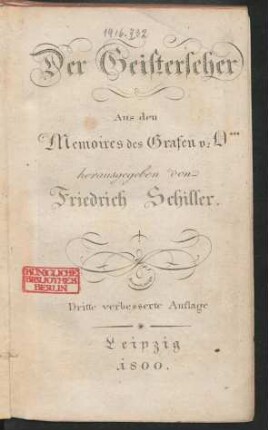 1916.732
Der Geisterseher
Aus den
Memoires des Grafen v: O***
herausgegeben von
Friedrich Schiller.
KÖNIGLICHE
BIBLIOTHEK
BERLIN
Dritte verbesserte Auflage
Leipzig
1800.